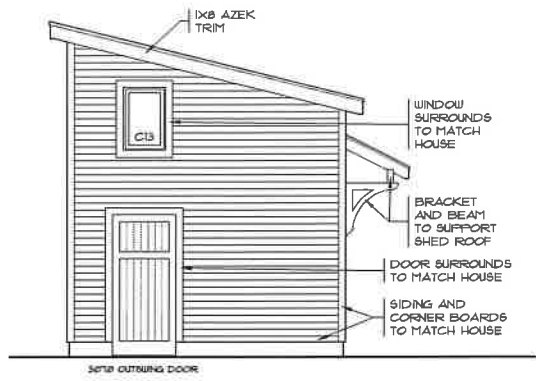 1X8 AZEK
TRIM
WINDOW
SURROUNDS
TO MATCH
HOUSE
C13
BRACKET
AND BEAM
TO SUPPORT
SHED ROOF
DOOR SURROUNDS
TO MATCH HOUSE
SIDING AND
CORNER BOARDS
TO MATCH HOUSE
OUTSWING DOOR